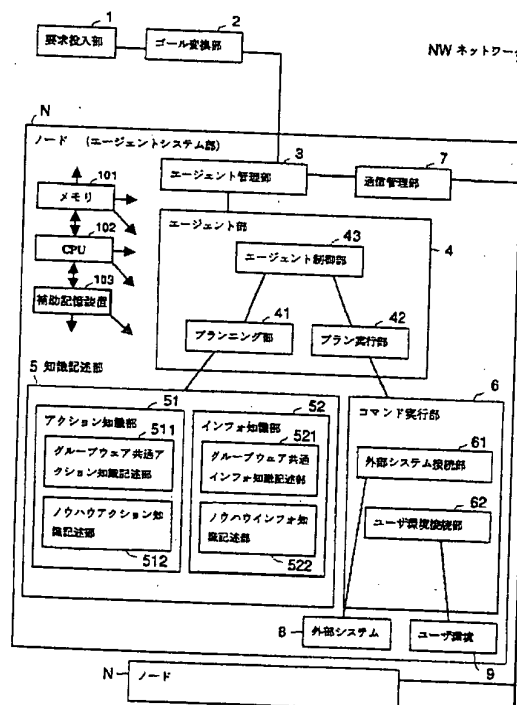 1
2
要求投入部
ゴール変換部
NW ネットワーク
N
ノード (エージェントシステム部)
3
7
エージェント管理部
通信管理部
101
メモリ
102
CPU
103
補助記憶装置
エージェント部
43
4
エージェント制御部
41
42
プランニング部
プラン実行部
5 知識記述部
6
コマンド実行部
51
アクション知識部
511
グループウェア共通ア
クション知識記述部
ノウハウアクション知
識記述部
512
52
インフォ知識部
521
グループウェア共通
インフォ知識記述部
ノウハウインフォ知
識記述部
522
61
外部システム接続部
62
ユーザ環境接続部
8
外部システム
ユーザ環境
9
N
ノード